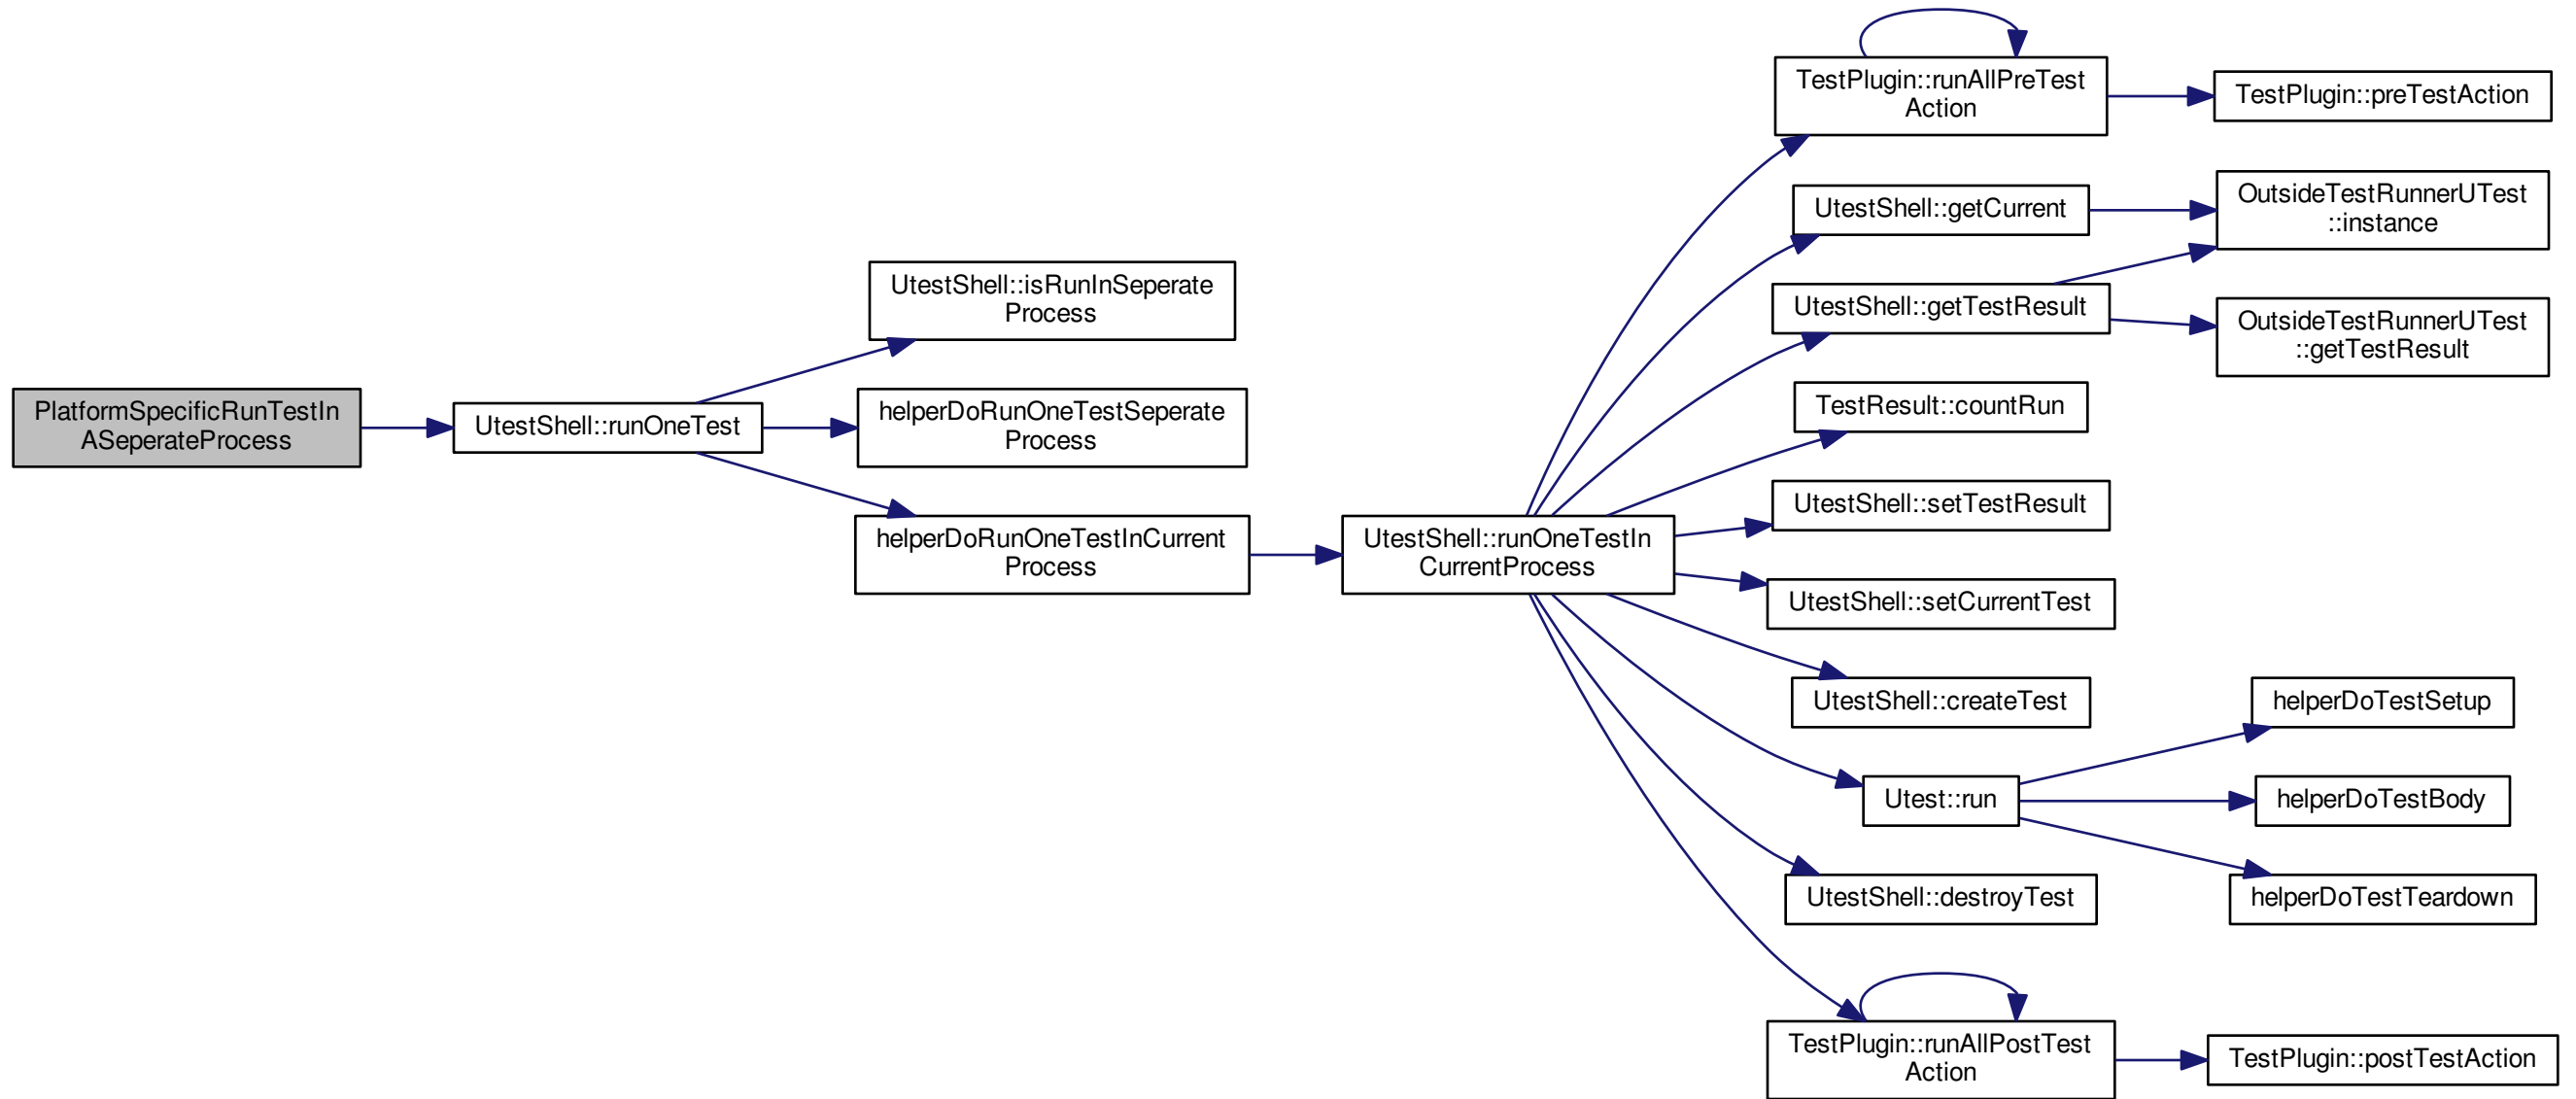 PlatformSpecificRunTestIn
ASeperateProcess
UtestShell::runOneTest
UtestShell::isRunInSeperate
Process
helperDoRunOneTestSeperate
Process
helperDoRunOneTestInCurrent
Process
UtestShell::runOneTestIn
CurrentProcess
TestPlugin::runAllPreTest
Action
TestPlugin::preTestAction
UtestShell::getCurrent
OutsideTestRunnerUTest
::instance
UtestShell::getTestResult
OutsideTestRunnerUTest
::getTestResult
TestResult::countRun
UtestShell::setTestResult
UtestShell::setCurrentTest
UtestShell::createTest
Utest::run
helperDoTestSetup
helperDoTestBody
helperDoTestTeardown
UtestShell::destroyTest
TestPlugin::runAllPostTest
Action
TestPlugin::postTestAction